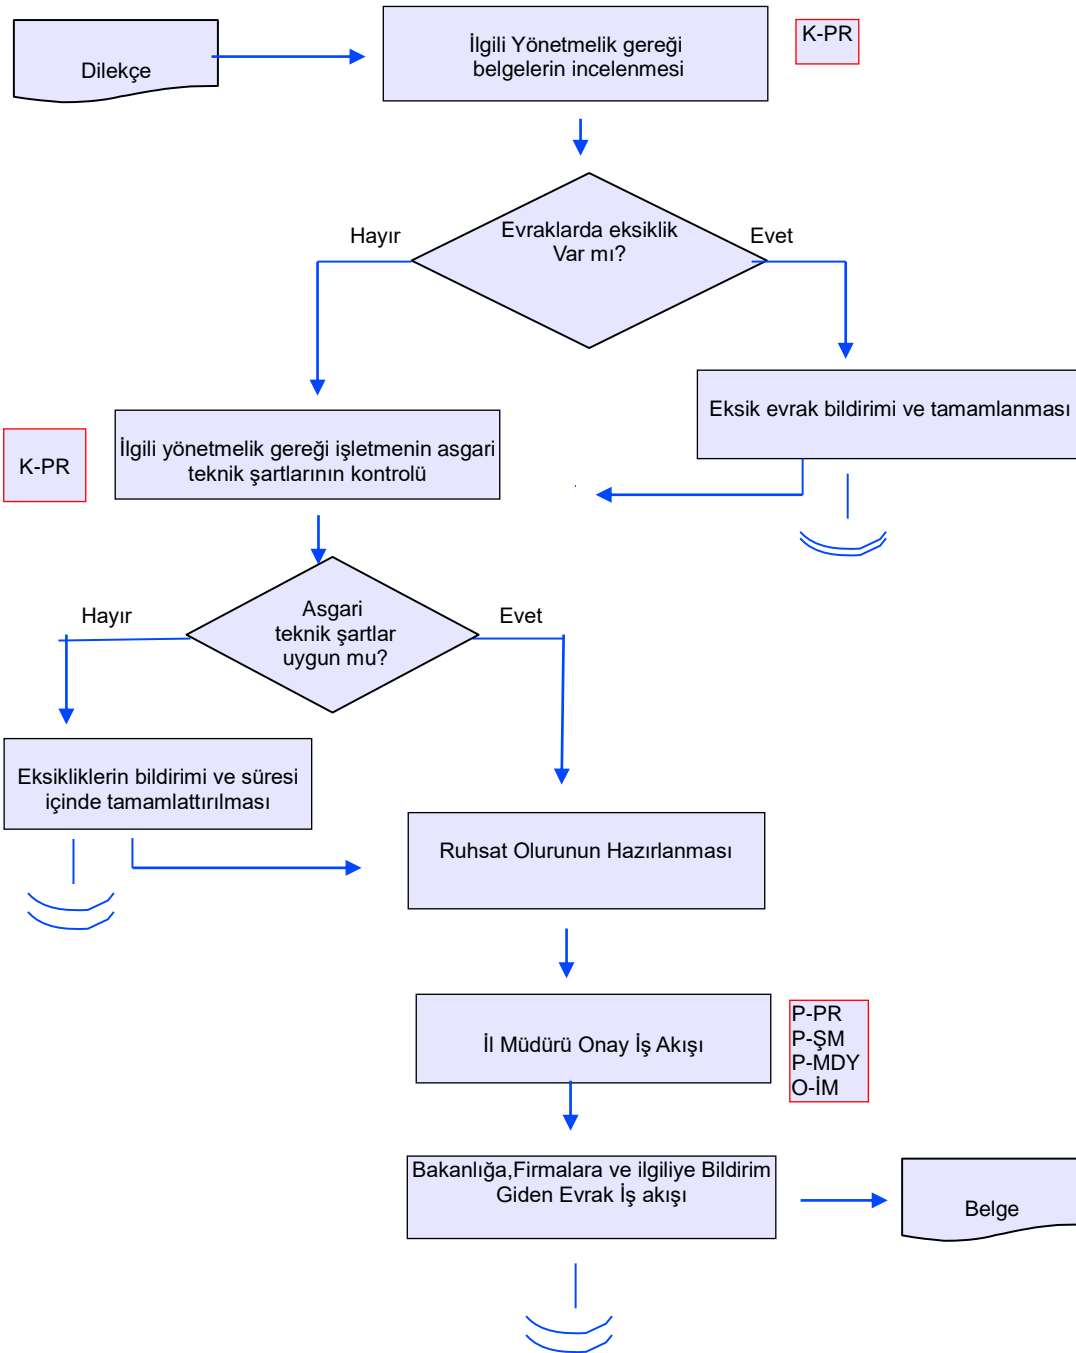 Dilekçe
İlgili Yönetmelik gereği
belgelerin incelenmesi
K-PR
Evraklarda eksiklik
Var mı?
Hayır
Evet
Eksik evrak bildirimi ve tamamlanması
K-PR
İlgili yönetmelik gereği işletmenin asgari
teknik şartlarının kontrolü
Asgari
teknik şartlar
uygun mu?
Hayır
Evet
Eksikliklerin bildirimi ve süresi
içinde tamamlattırılması
Ruhsat Olurunun Hazırlanması
İl Müdürü Onay İş Akışı
P-PR
P-ŞM
P-MDY
O-İM
Bakanlığa,Firmalara ve ilgiliye Bildirim
Giden Evrak İş akışı
Belge